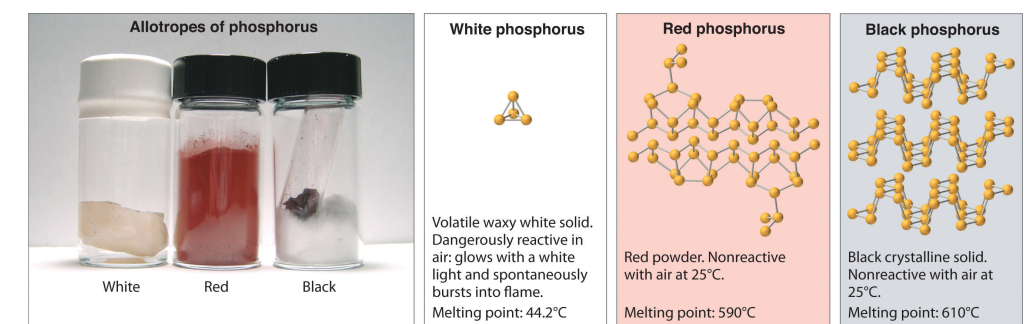 Allotropes of phosphorus
White
Red
Black
White phosphorus
Volatile waxy white solid.
Dangerously reactive in
air: glows with a white
light and spontaneously
bursts into flame.
Melting point: 44.2°C
Red phosphorus
Red powder. Nonreactive
with air at 25°C.
Melting point: 590°C
Black phosphorus
Black crystalline solid.
Nonreactive with air at
25°C.
Melting point: 610°C